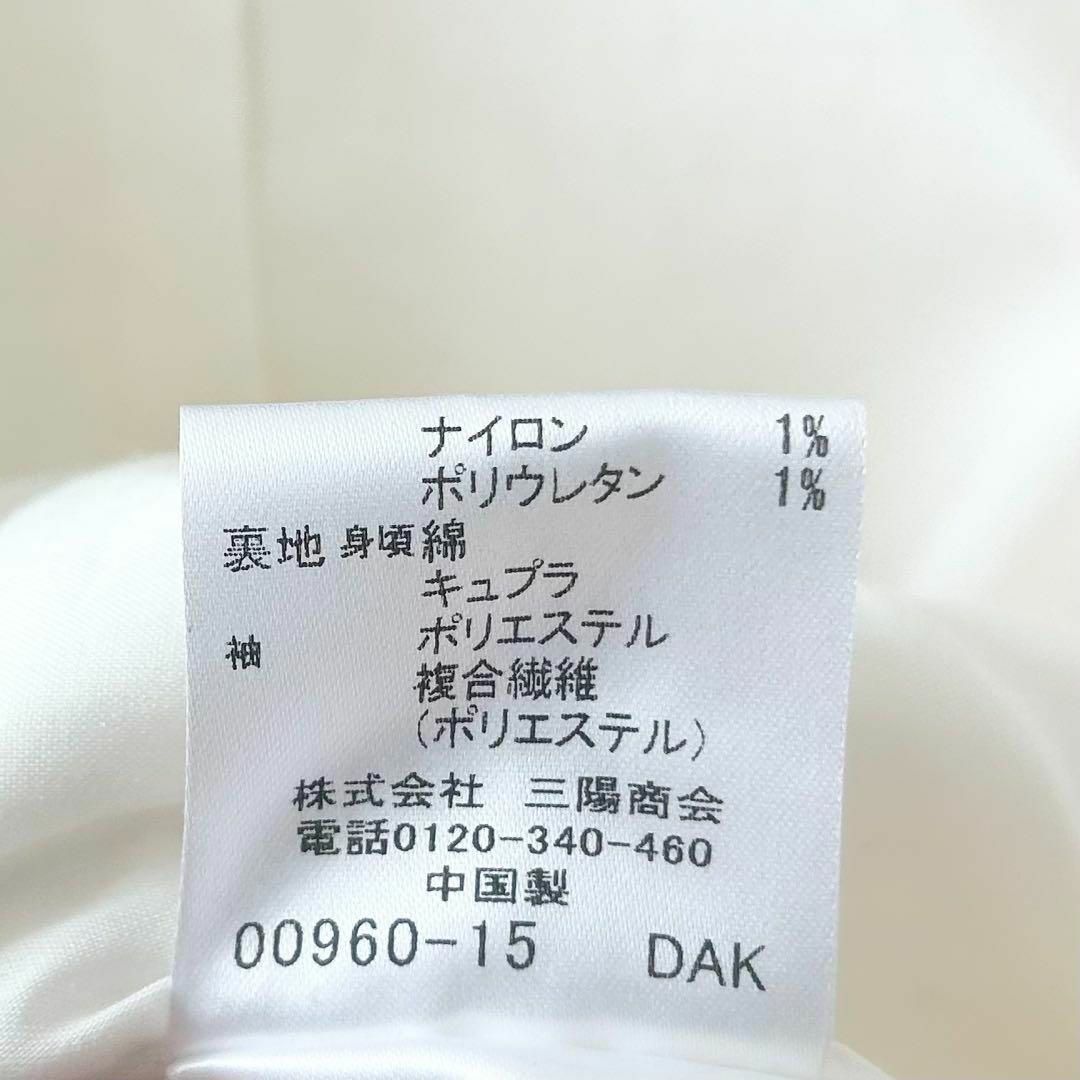 ナイロン 1%
ポリウレタン 1%
裏地 身頃 綿
キュプラ
袖 ポリエステル
複合繊維
(ポリエステル)
株式会社 三陽商会
電話0120-340-460
中国製
00960-15 DAK